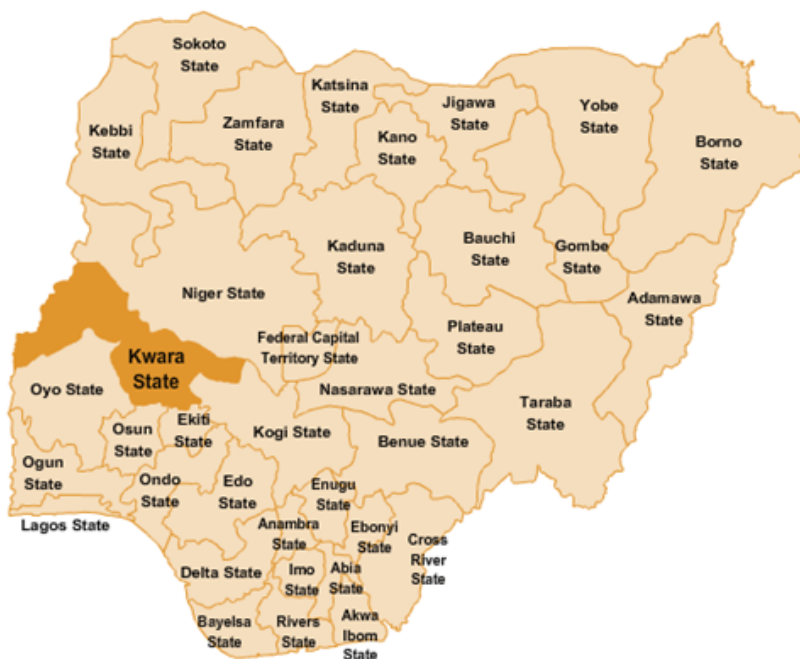 Sokoto
State
Katsina
State
Jigawa
State
Yobe
State
Kebbi
State
Zamfara
State
Kano
State
Borno
State
Kaduna
State
Bauchi
State
Gombe
State
Niger State
Adamawa
State
Federal Capital
Territory State
Plateau
State
Kwara
State
Oyo State
Nasarawa State
Taraba
State
Osun
State
Ekiti
State
Kogi State
Benue State
Ogun
State
Ondo
State
Edo
State
Enugu
State
Lagos State
Anambra
State
Ebonyi
State
Cross
River
State
Delta State
Imo
State
Abia
State
Bayelsa
State
Rivers
State
Akwa
Ibom
State